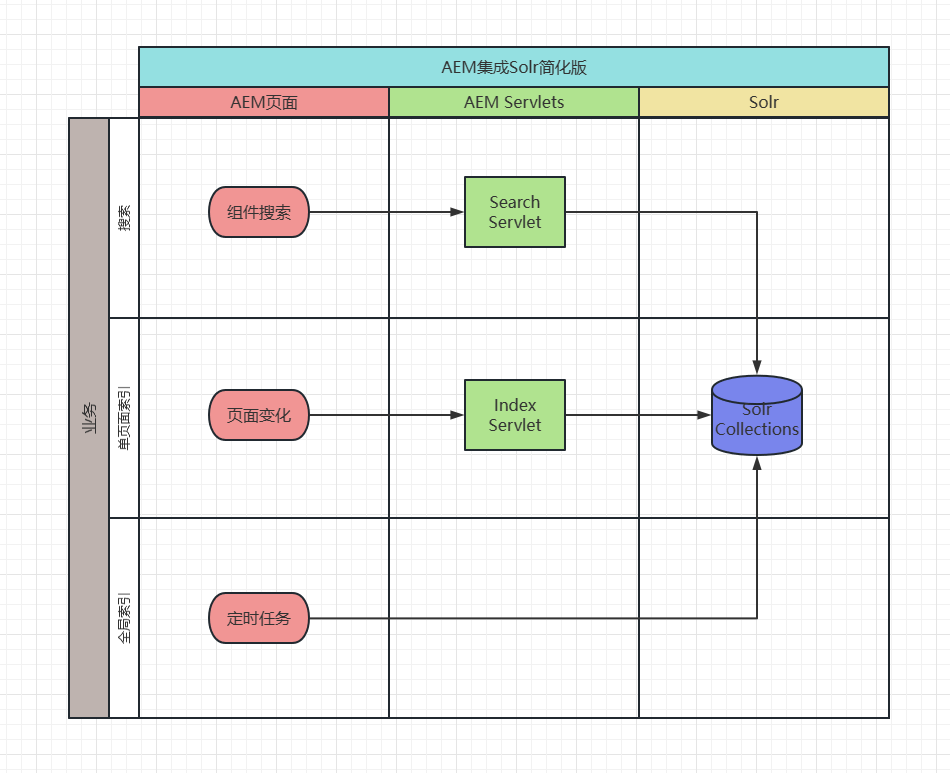 AEM集成Solr简化版
AEM页面
AEM Servlets
Solr
业务
搜索
组件搜索
Search
Servlet
单页面索引
页面变化
Index
Servlet
Solr
Collections
全局索引
定时任务